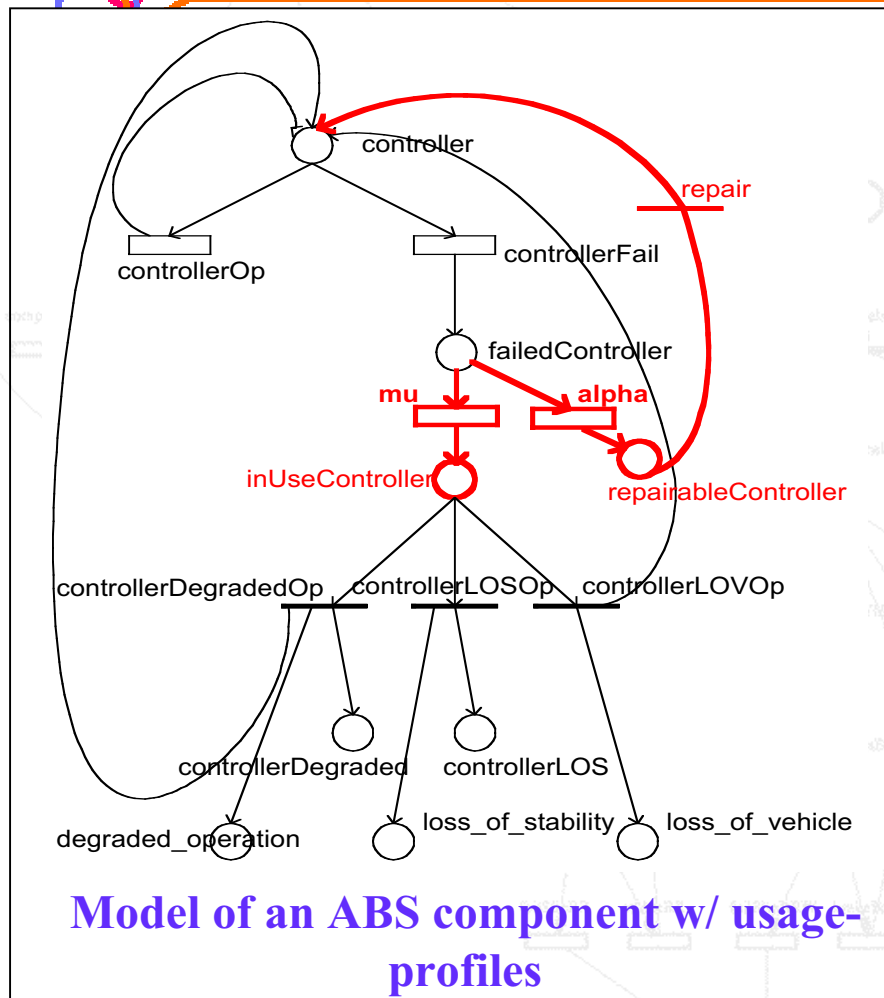 controller
repair
controllerOp
controllerFail
failedController
mu
alpha
inUseController
repairableController
controllerDegradedOp
controllerLOSOp
controllerLOVOp
controllerDegraded
controllerLOS
degraded_operation
loss_of_stability
loss_of_vehicle
Model of an ABS component w/ usage-
profiles